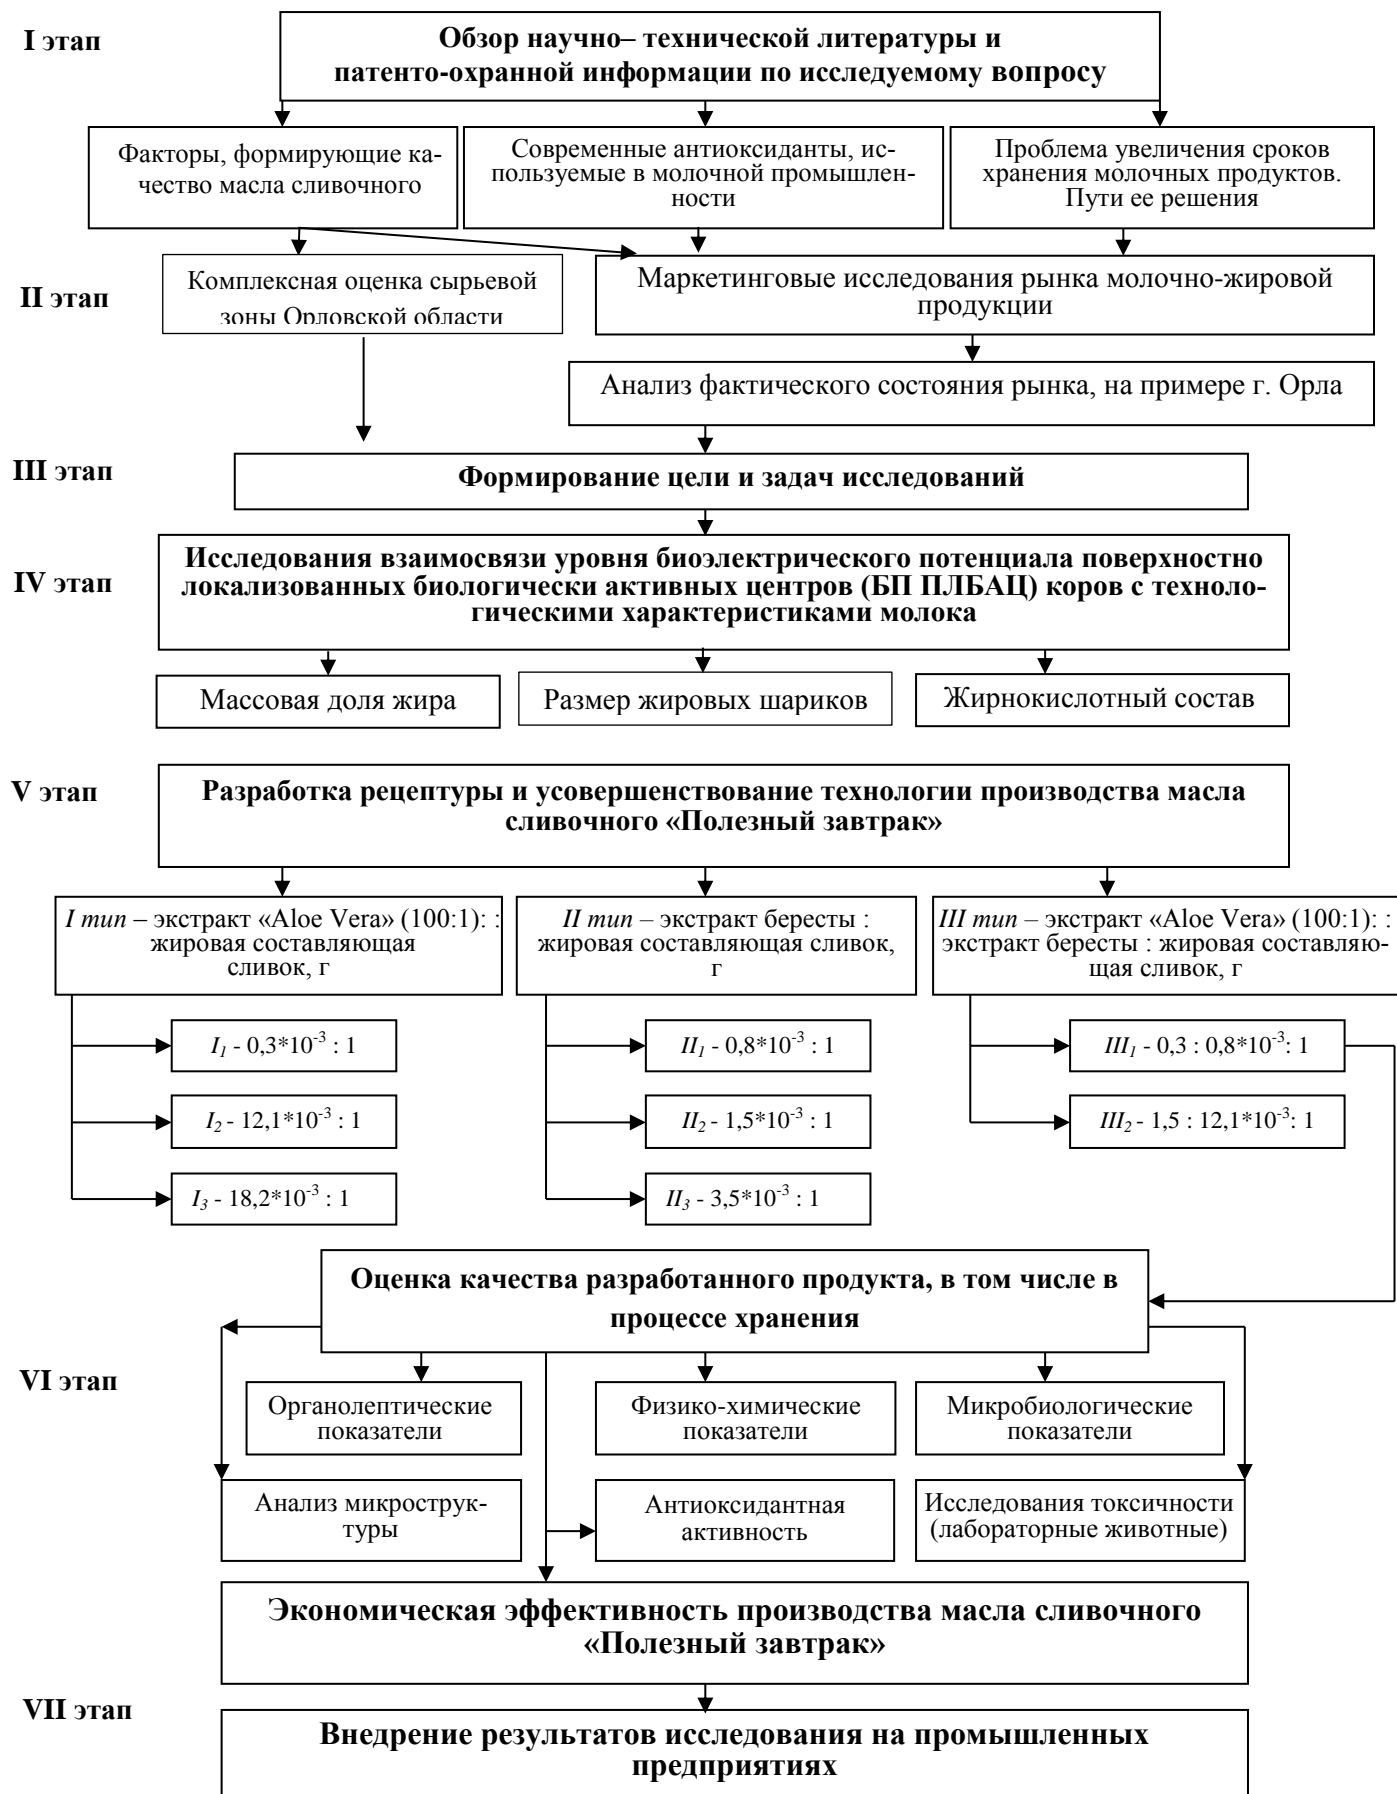 I этап
Обзор научно– технической литературы и
патенто-охранной информации по исследуемому вопросу
Факторы, формирующие ка-
чество масла сливочного
Современные антиоксиданты, ис-
пользуемые в молочной промышлен-
ности
Проблема увеличения сроков
хранения молочных продуктов.
Пути ее решения
II этап
Комплексная оценка сырьевой
зоны Орловской области
Маркетинговые исследования рынка молочно-жировой
продукции
Анализ фактического состояния рынка, на примере г. Орла
III этап
Формирование цели и задач исследований
IV этап
Исследования взаимосвязи уровня биоэлектрического потенциала поверхностно
локализованных биологически активных центров (БП ПЛБАЦ) коров с техноло-
гическими характеристиками молока
Массовая доля жира
Размер жировых шариков
Жирнокислотный состав
V этап
Разработка рецептуры и усовершенствование технологии производства масла
сливочного «Полезный завтрак»
I тип – экстракт «Aloe Vera» (100:1): :
жировая составляющая
сливок, г
II тип – экстракт бересты :
жировая составляющая сливок,
г
III тип – экстракт «Aloe Vera» (100:1): :
экстракт бересты : жировая составляю-
щая сливок, г
I1 - 0,3*10-3 : 1
II1 - 0,8*10-3 : 1
III1 - 0,3 : 0,8*10-3: 1
I2 - 12,1*10-3 : 1
II2 - 1,5*10-3 : 1
III2 - 1,5 : 12,1*10-3: 1
I3 - 18,2*10-3 : 1
II3 - 3,5*10-3 : 1
Оценка качества разработанного продукта, в том числе в
процессе хранения
VI этап
Органолептические
показатели
Физико-химические
показатели
Микробиологические
показатели
Анализ микрострук-
туры
Антиоксидантная
активность
Исследования токсичности
(лабораторные животные)
Экономическая эффективность производства масла сливочного
«Полезный завтрак»
VII этап
Внедрение результатов исследования на промышленных
предприятиях